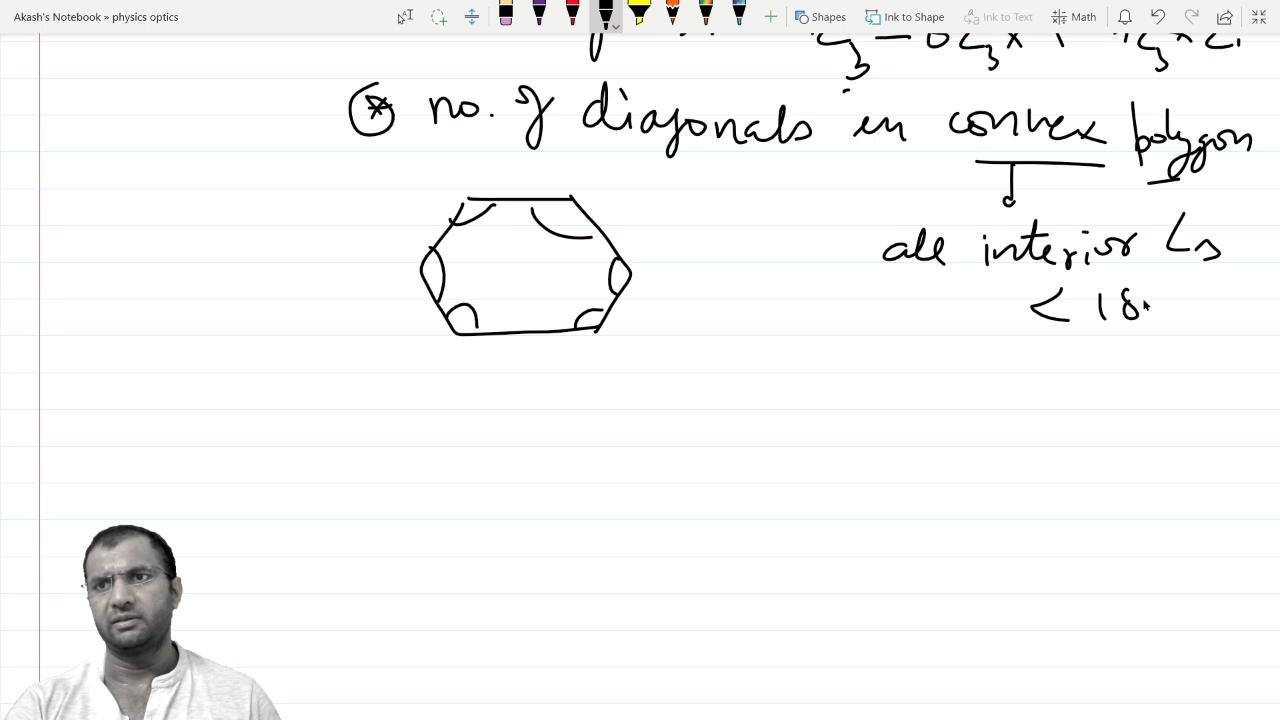 Akash's Notebook » physics optics
Shapes Ink to Shape Ink to Text Math
no. of diagonals in convex polygon
all interior ∠s
< 18